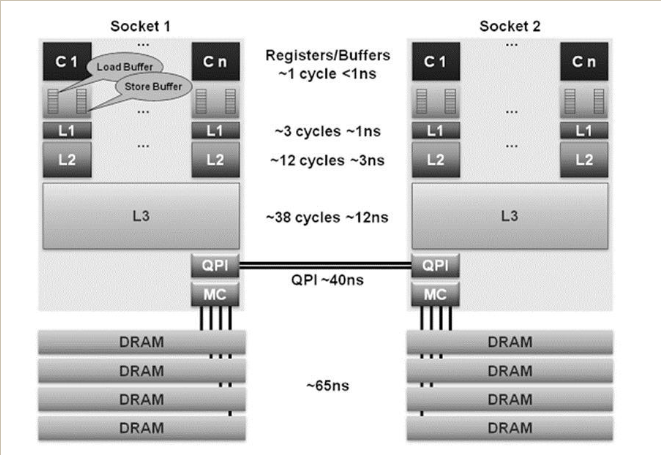 Socket 1
Socket 2
...
...
C 1
C n
Registers/Buffers
~1 cycle <1ns
C 1
C n
Load Buffer
Store Buffer
...
...
L1
L1
~3 cycles ~1ns
L1
L1
...
...
L2
L2
~12 cycles ~3ns
L2
L2
L3
~38 cycles ~12ns
L3
QPI
QPI
QPI ~40ns
MC
MC
DRAM
DRAM
DRAM
DRAM
~65ns
DRAM
DRAM
DRAM
DRAM